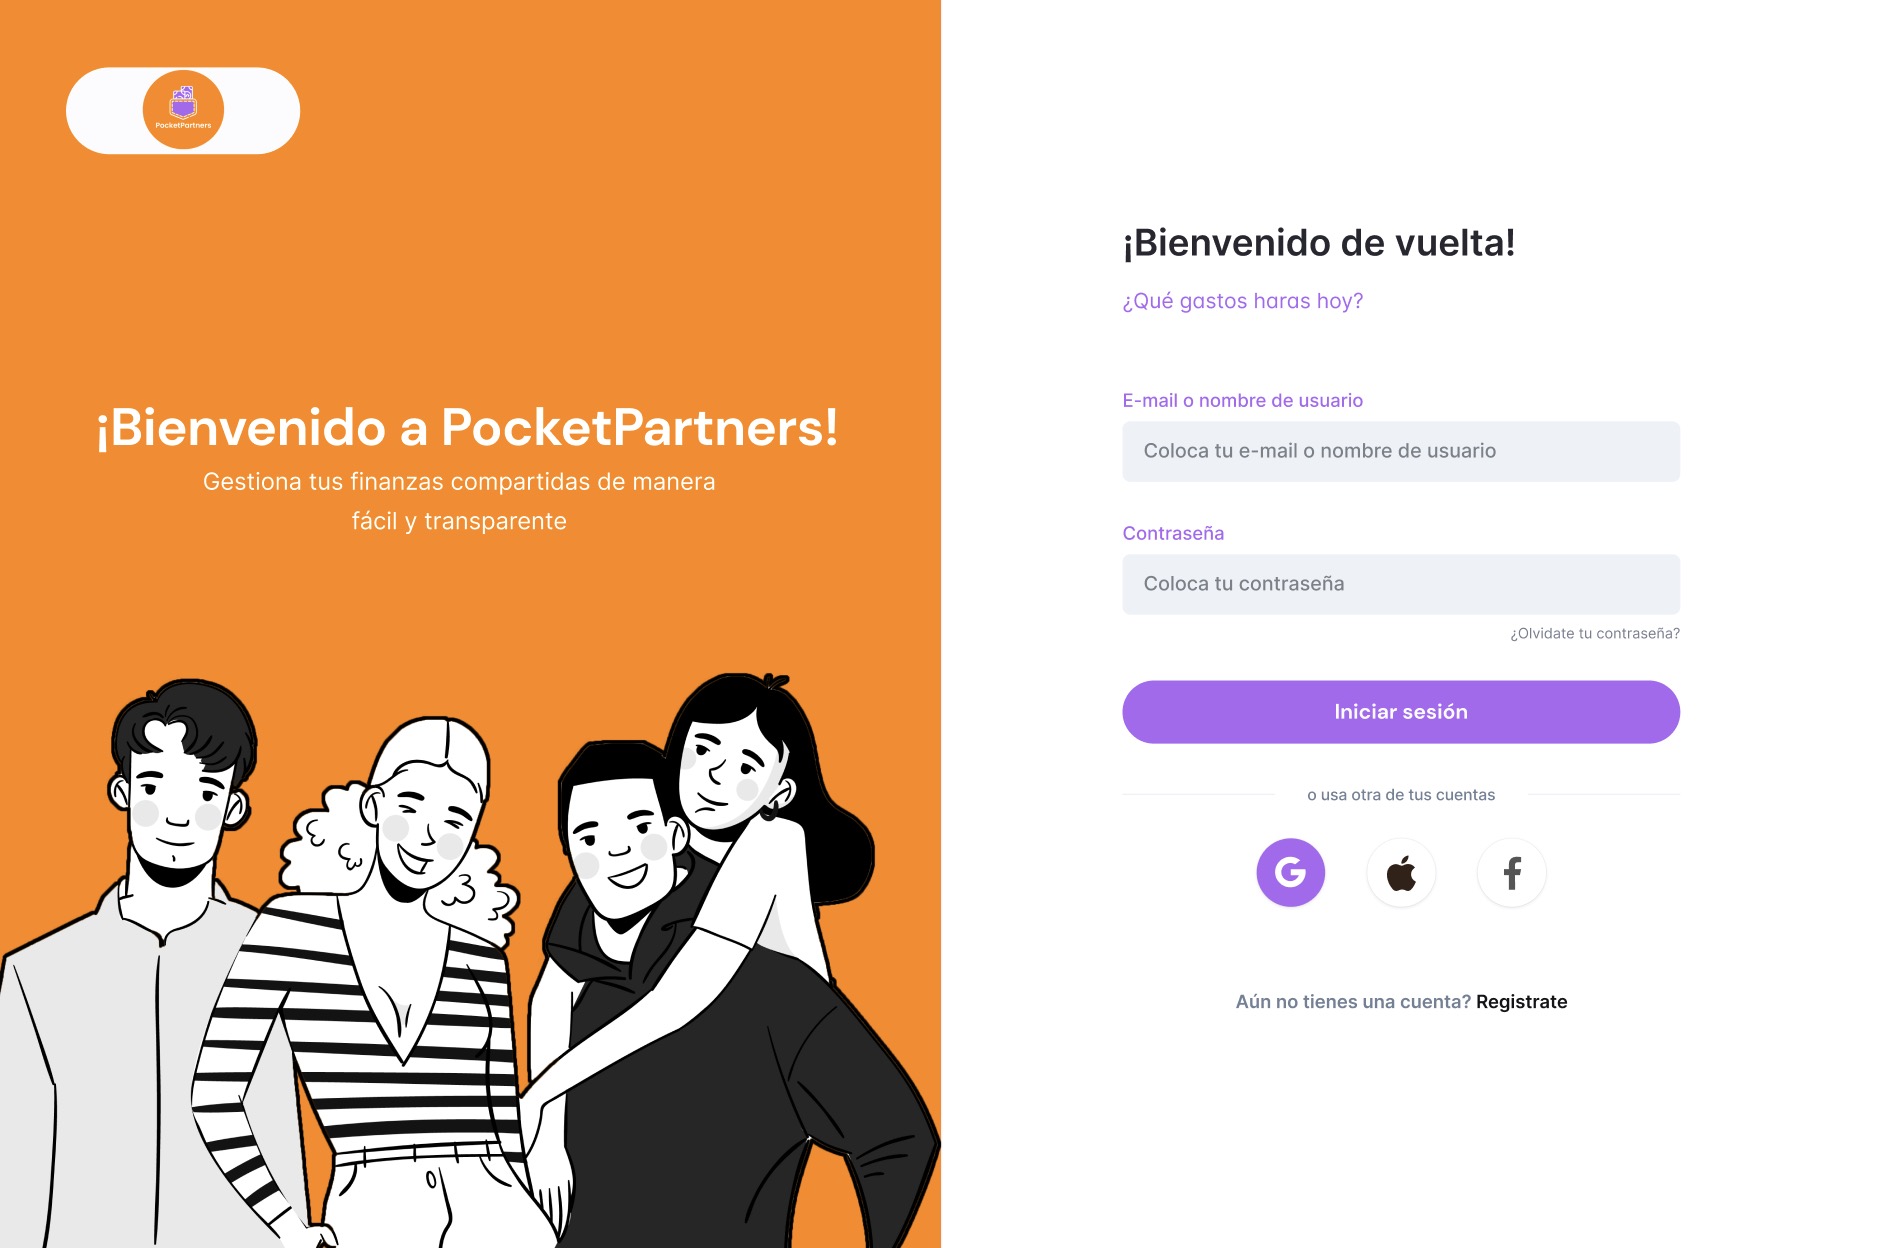 PocketPartners
¡Bienvenido a PocketPartners!
Gestiona tus finanzas compartidas de manera
fácil y transparente
¡Bienvenido de vuelta!
¿Qué gastos haras hoy?
E-mail o nombre de usuario
Coloca tu e-mail o nombre de usuario
Contraseña
Coloca tu contraseña
¿Olvidate tu contraseña?
Iniciar sesión
o usa otra de tus cuentas
Aún no tienes una cuenta? Registrate